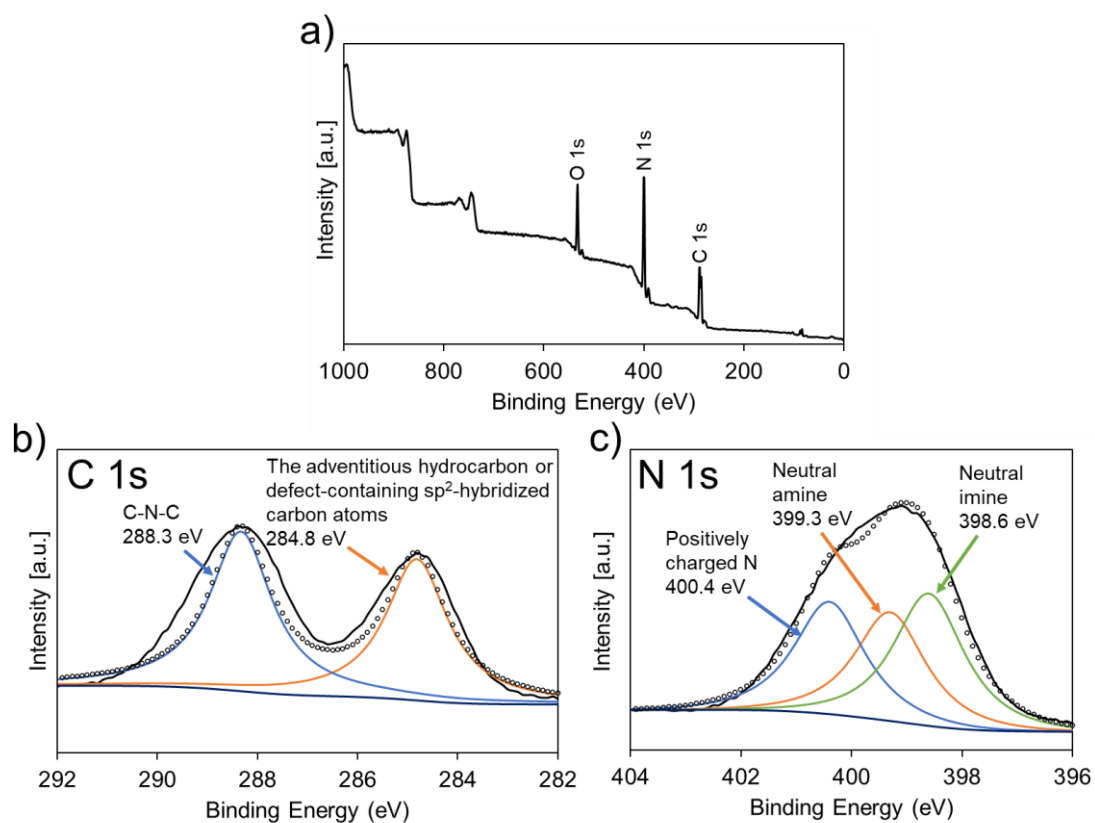 a)
Intensity [a.u.]
O 1s
N 1s
C 1s
1000
800
600
400
200
0
Binding Energy (eV)
b)
C 1s
C-N-C
288.3 eV
The adventitious hydrocarbon or
defect-containing sp²-hybridized
carbon atoms
284.8 eV
Intensity [a.u.]
292
290
288
286
284
282
Binding Energy (eV)
c)
N 1s
Positively
charged N
400.4 eV
Neutral
amine
399.3 eV
Neutral
imine
398.6 eV
Intensity [a.u.]
404
402
400
398
396
Binding Energy (eV)